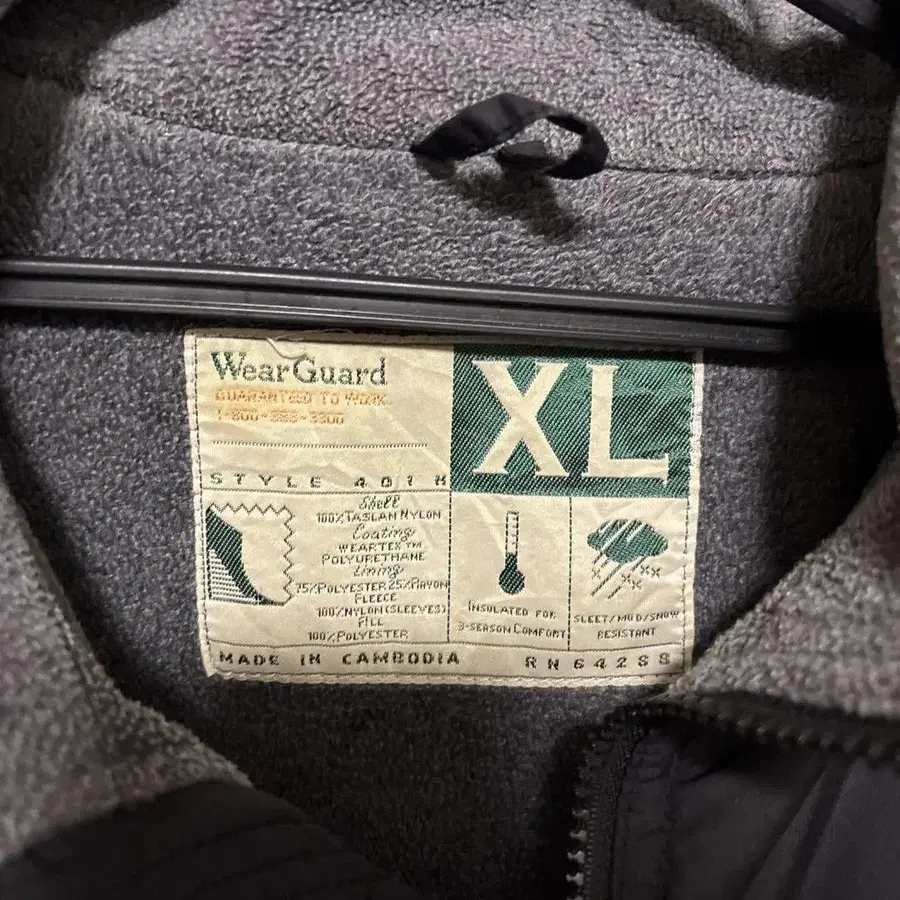 WearGuard
GUARANTEED TO WORK
1-800-388-3300
XL
STYLE 401 M
Shell
100% TASLAN NYLON
Coating
WEARTEX™
POLYURETHANE
Lining
75% POLYESTER 25% RAYON
FLEECE
100% NYLON (SLEEVES)
FILL
100% POLYESTER
INSULATED FOR
3-SEASON COMFORT
SLEET/MUD/SNOW
RESISTANT
MADE IN CAMBODIA
RN64288